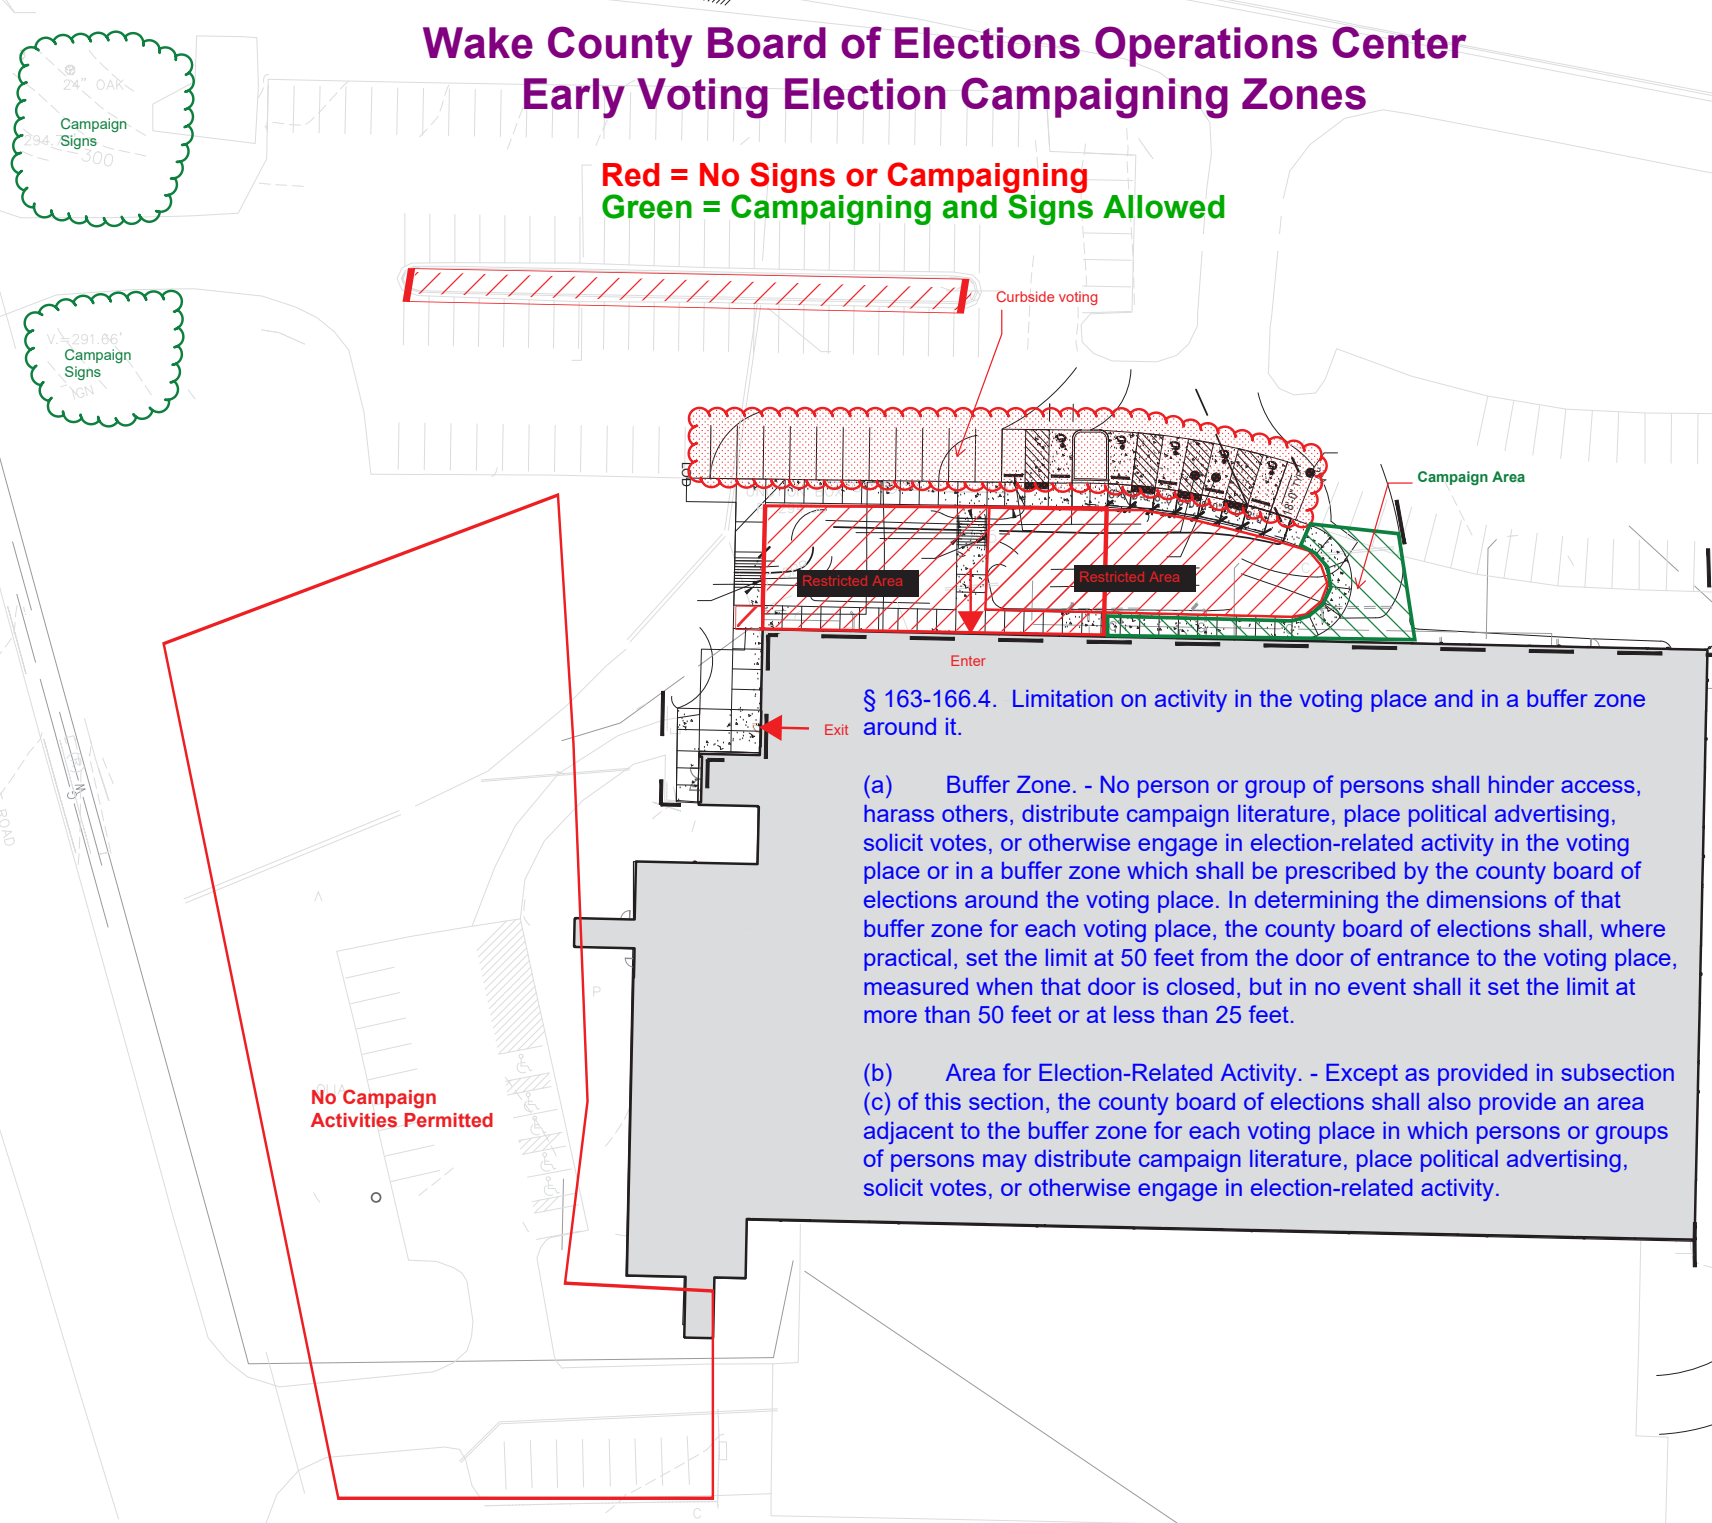 Wake County Board of Elections Operations Center
Early Voting Election Campaigning Zones
24" OAK
Campaign
Signs
294.7
300
Red = No Signs or Campaigning
Green = Campaigning and Signs Allowed
Curbside voting
V.=291.66'
Campaign
Signs
IGN
LOD
Campaign Area
Restricted Area
Restricted Area
Enter
Exit
§ 163-166.4. Limitation on activity in the voting place and in a buffer zone
around it.
(a) Buffer Zone. - No person or group of persons shall hinder access,
harass others, distribute campaign literature, place political advertising,
solicit votes, or otherwise engage in election-related activity in the voting
place or in a buffer zone which shall be prescribed by the county board of
elections around the voting place. In determining the dimensions of that
buffer zone for each voting place, the county board of elections shall, where
practical, set the limit at 50 feet from the door of entrance to the voting place,
measured when that door is closed, but in no event shall it set the limit at
more than 50 feet or at less than 25 feet.
(b) Area for Election-Related Activity. - Except as provided in subsection
(c) of this section, the county board of elections shall also provide an area
adjacent to the buffer zone for each voting place in which persons or groups
of persons may distribute campaign literature, place political advertising,
solicit votes, or otherwise engage in election-related activity.
ROAD
P
No Campaign
Activities Permitted
C